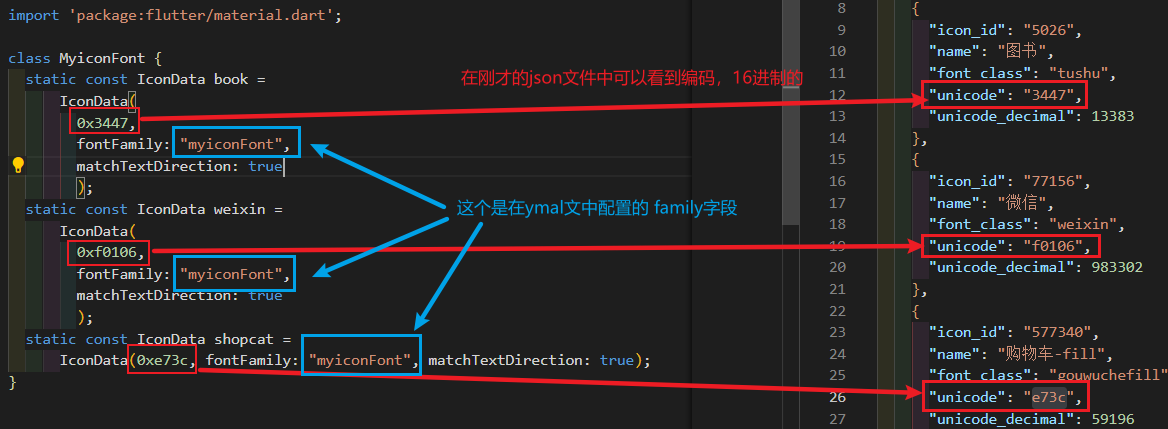 import 'package:flutter/material.dart';
class MyiconFont {
static const IconData book =
IconData(
0x3447,
fontFamily: "myiconFont",
matchTextDirection: true
);
static const IconData weixin =
IconData(
0xf0106,
fontFamily: "myiconFont",
matchTextDirection: true
);
static const IconData shopcat =
IconData(0xe73c, fontFamily: "myiconFont", matchTextDirection: true);
}
在刚才的json文件中可以看到编码，16进制的
这个是在ymal文中配置的 family字段
8 {
9 "icon_id": "5026",
10 "name": "图书",
11 "font_class": "tushu",
12 "unicode": "3447",
13 "unicode_decimal": 13383
14 },
15 {
16 "icon_id": "77156",
17 "name": "微信",
18 "font_class": "weixin",
19 "unicode": "f0106",
20 "unicode_decimal": 983302
21 },
22 {
23 "icon_id": "577340",
24 "name": "购物车-fill",
25 "font_class": "gouwuchefill"
26 "unicode": "e73c",
27 "unicode_decimal": 59196